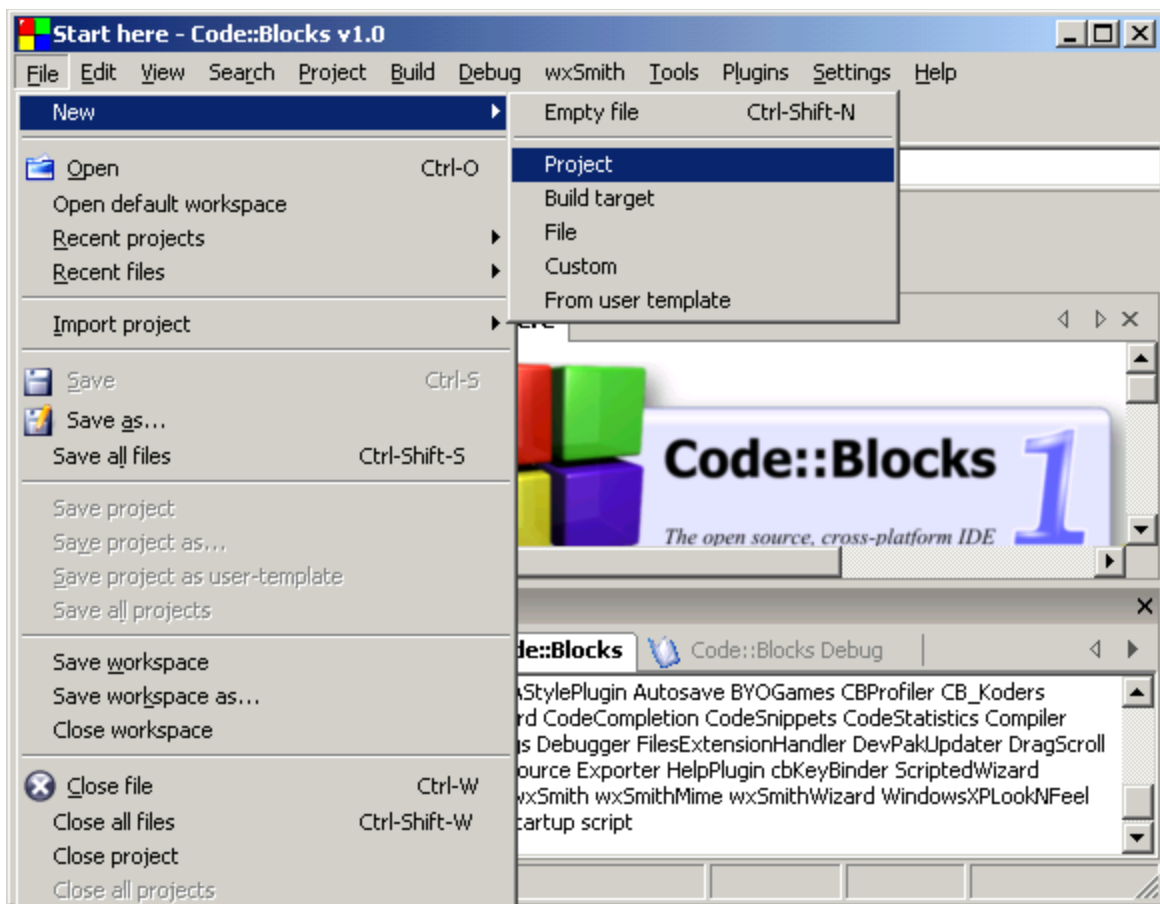 Start here - Code::Blocks v1.0
File Edit View Search Project Build Debug wxSmith Tools Plugins Settings Help
New
Empty file Ctrl-Shift-N
Project
Build target
File
Custom
From user template
Open Ctrl-O
Open default workspace
Recent projects
Recent files
Import project
Save Ctrl-S
Save as...
Save all files Ctrl-Shift-S
Save project
Save project as...
Save project as user-template
Save all projects
Save workspace
Save workspace as...
Close workspace
Close file Ctrl-W
Close all files Ctrl-Shift-W
Close project
Close all projects
Code::Blocks 1
The open source, cross-platform IDE
de::Blocks Code::Blocks Debug
AStylePlugin Autosave BYOGames CBProfiler CB_Koders
rd CodeCompletion CodeSnippets CodeStatistics Compiler
gs Debugger FilesExtensionHandler DevPakUpdater DragScroll
ource Exporter HelpPlugin cbKeyBinder ScriptedWizard
wxSmith wxSmithMime wxSmithWizard WindowsXPLookNFeel
tartup script